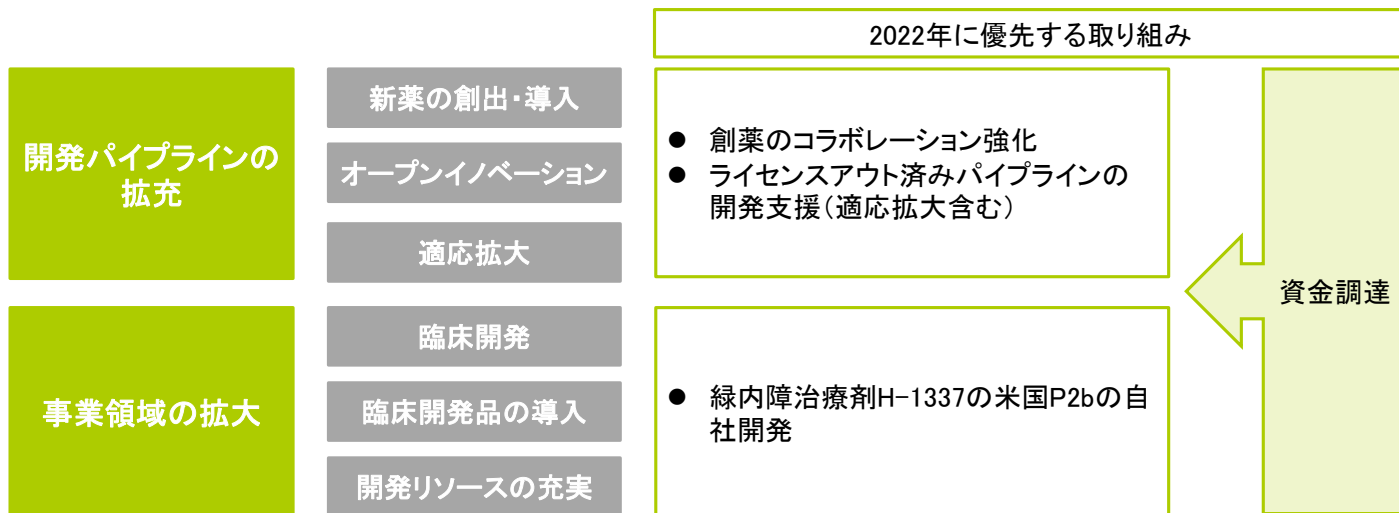 2022年に優先する取り組み
開発パイプラインの
拡充
新薬の創出・導入
オープンイノベーション
適応拡大
● 創薬のコラボレーション強化
● ライセンスアウト済みパイプラインの
開発支援（適応拡大含む）
資金調達
事業領域の拡大
臨床開発
臨床開発品の導入
開発リソースの充実
● 緑内障治療剤H-1337の米国P2bの自
社開発